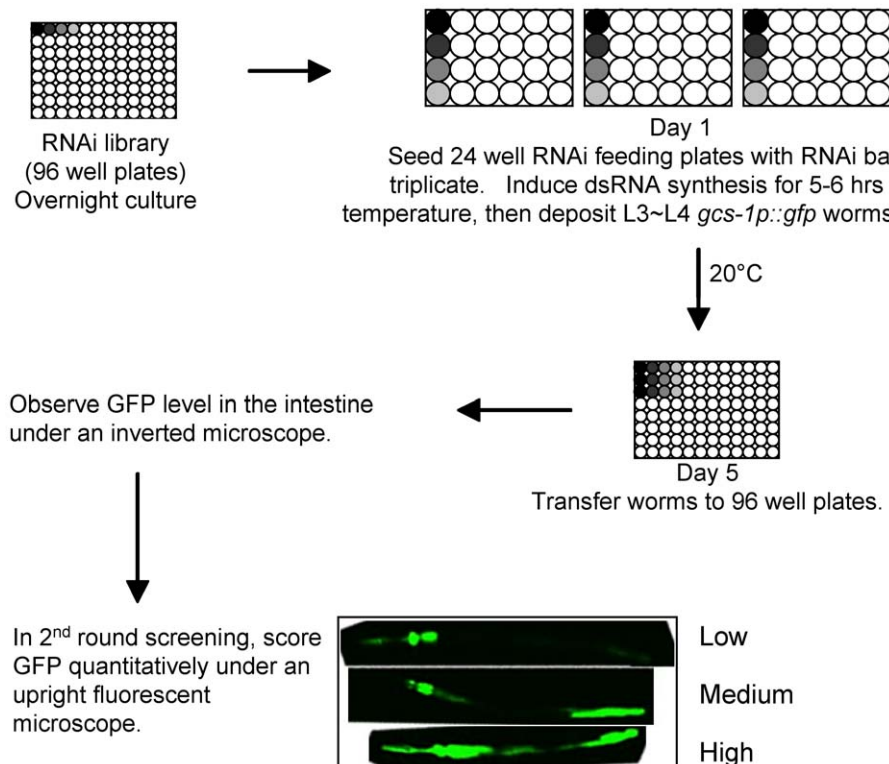 RNAi library
(96 well plates)
Overnight culture
Day 1
Seed 24 well RNAi feeding plates with RNAi
triplicate. Induce dsRNA synthesis for 5-6 hrs
temperature, then deposit L3~L4 gcs-1p::gfp worms
20°C
Day 5
Transfer worms to 96 well plates.
Observe GFP level in the intestine
under an inverted microscope.
In 2nd round screening, score
GFP quantitatively under an
upright fluorescent
microscope.
Low
Medium
High